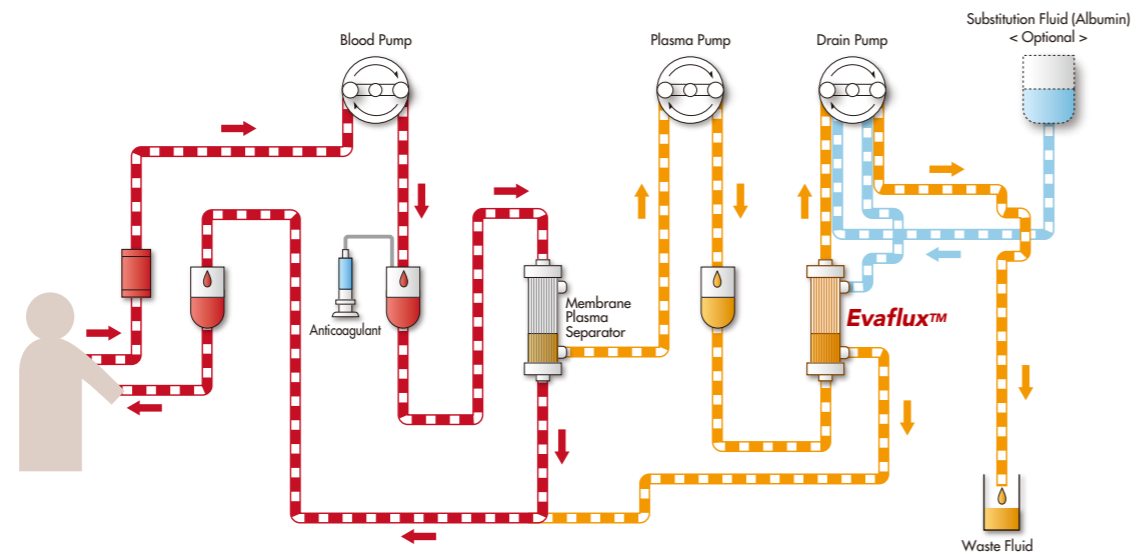 Blood Pump
Plasma Pump
Drain Pump
Substitution Fluid (Albumin)
< Optional >
Anticoagulant
Membrane
Plasma
Separator
Evaflux™
Waste Fluid